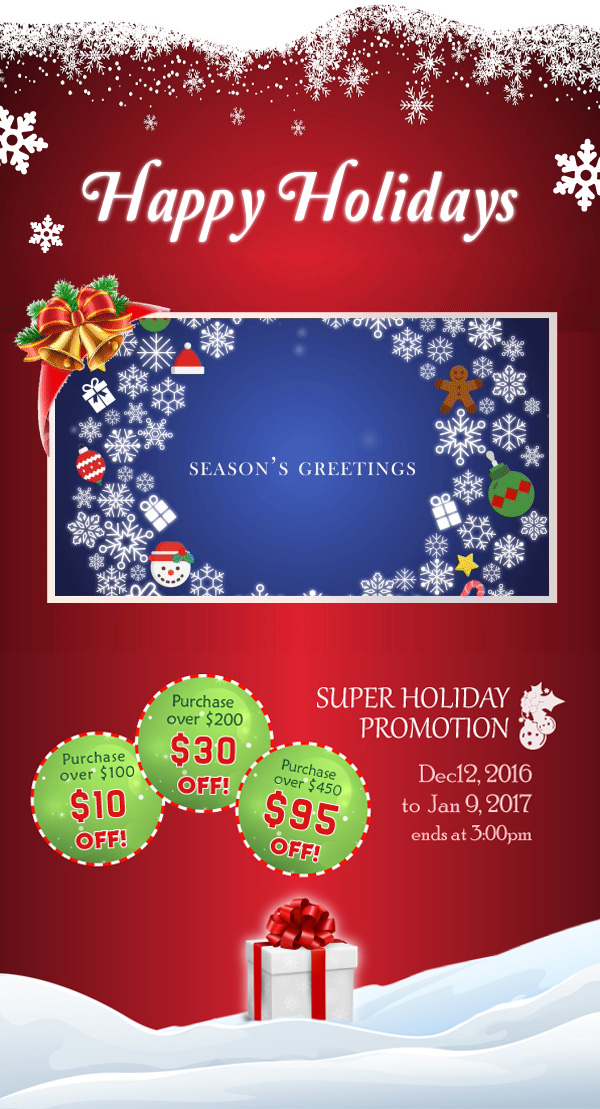 Happy Holidays
SEASON'S GREETINGS
Purchase
over $100
$10
OFF!
Purchase
over $200
$30
OFF!
Purchase
over $450
$95
OFF!
SUPER HOLIDAY
PROMOTION
Dec12, 2016
to Jan 9, 2017
ends at 3:00pm